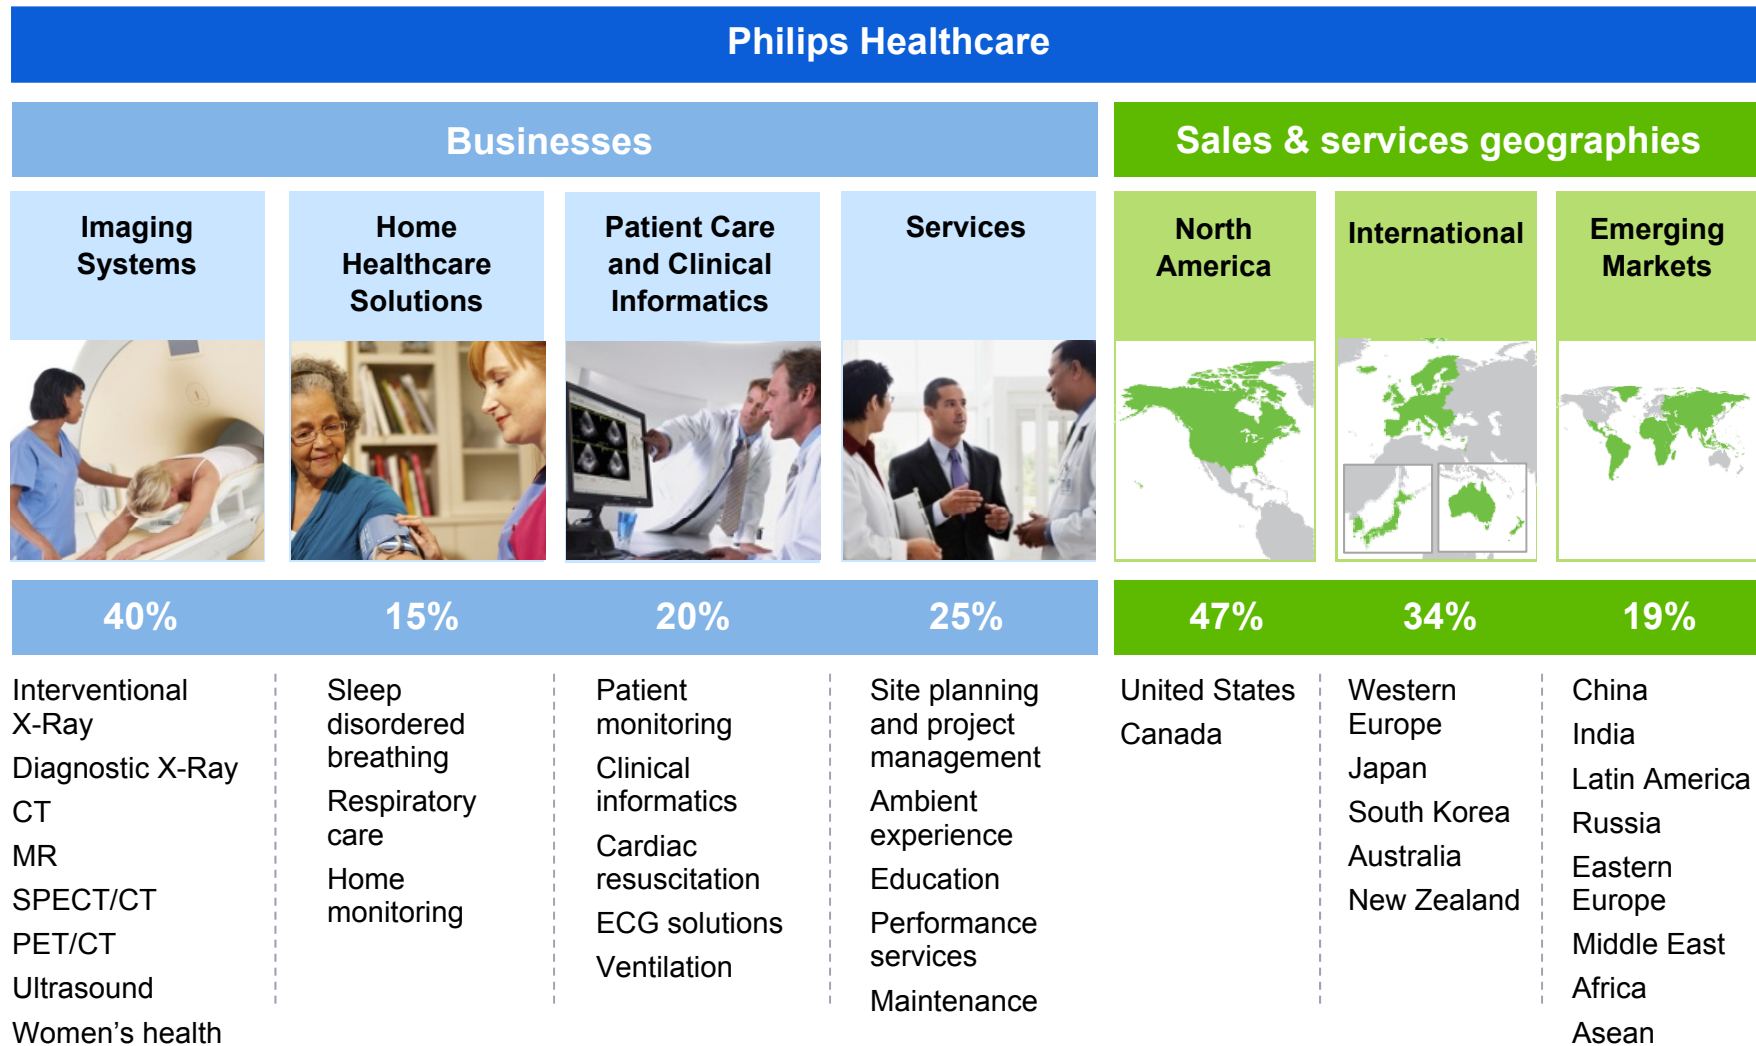 Philips Healthcare
Businesses
Sales & services geographies
Imaging
Systems
Home
Healthcare
Solutions
Patient Care
and Clinical
Informatics
Services
North
America
International
Emerging
Markets
40%
15%
20%
25%
47%
34%
19%
Interventional
X-Ray
Diagnostic X-Ray
CT
MR
SPECT/CT
PET/CT
Ultrasound
Women’s health
Sleep
disordered
breathing
Respiratory
care
Home
monitoring
Patient
monitoring
Clinical
informatics
Cardiac
resuscitation
ECG solutions
Ventilation
Site planning
and project
management
Ambient
experience
Education
Performance
services
Maintenance
United States
Canada
Western
Europe
Japan
South Korea
Australia
New Zealand
China
India
Latin America
Russia
Eastern
Europe
Middle East
Africa
Asean